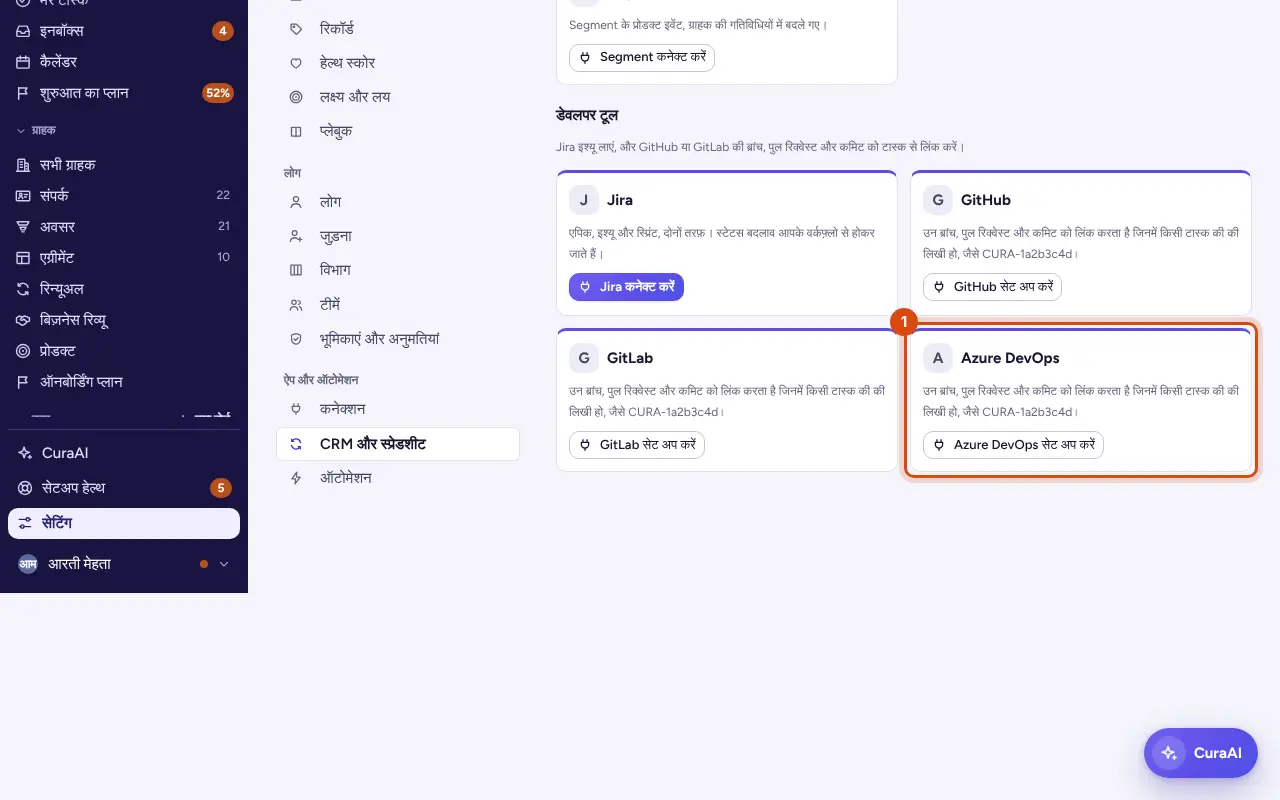 इनबॉक्स 4
कैलेंडर
शुरुआत का प्लान 52%
ग्राहक
सभी ग्राहक
संपर्क 22
अवसर 21
एग्रीमेंट 10
रिन्यूअल
बिज़नेस रिव्यू
प्रोडक्ट
ऑनबोर्डिंग प्लान
CuraAI
सेटअप हेल्थ 5
सेटिंग
आम आरती मेहता
रिकॉर्ड
हेल्थ स्कोर
लक्ष्य और लय
प्लेबुक
लोग
लोग
जुड़ना
विभाग
टीमें
भूमिकाएं और अनुमतियां
ऐप और ऑटोमेशन
कनेक्शन
CRM और स्प्रेडशीट
ऑटोमेशन
Segment के प्रोडक्ट इवेंट, ग्राहक की गतिविधियों में बदले गए।
Segment कनेक्ट करें
डेवलपर टूल
Jira इश्यू लाएं, और GitHub या GitLab की ब्रांच, पुल रिक्वेस्ट और कमिट को टास्क से लिंक करें।
J Jira
एपिक, इश्यू और स्प्रिंट, दोनों तरफ़। स्टेटस बदलाव आपके वर्कफ़्लो से होकर
जाते हैं।
Jira कनेक्ट करें
G GitHub
उन ब्रांच, पुल रिक्वेस्ट और कमिट को लिंक करता है जिनमें किसी टास्क की की
लिखी हो, जैसे CURA-1a2b3c4d।
GitHub सेट अप करें
G GitLab
उन ब्रांच, पुल रिक्वेस्ट और कमिट को लिंक करता है जिनमें किसी टास्क की की
लिखी हो, जैसे CURA-1a2b3c4d।
GitLab सेट अप करें
1
A Azure DevOps
उन ब्रांच, पुल रिक्वेस्ट और कमिट को लिंक करता है जिनमें किसी टास्क की की
लिखी हो, जैसे CURA-1a2b3c4d।
Azure DevOps सेट अप करें
CuraAI